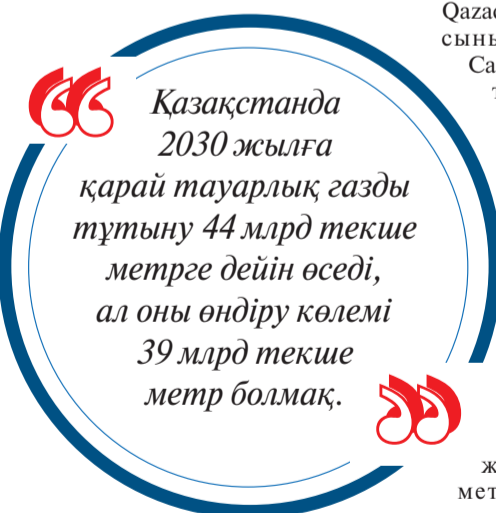 Қазақстанда
2030 жылға
қарай тауарлық газды
тұтыну 44 млрд текше
метрге дейін өседі,
ал оны өндіру көлемі
39 млрд текше
метр болмақ.